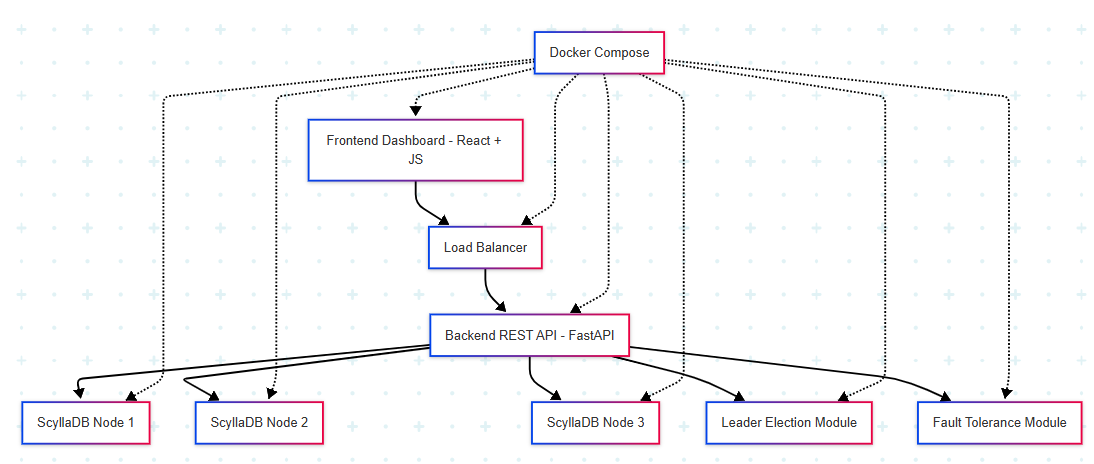 Docker Compose
Frontend Dashboard - React +
JS
Load Balancer
Backend REST API - FastAPI
ScyllaDB Node 1
ScyllaDB Node 2
ScyllaDB Node 3
Leader Election Module
Fault Tolerance Module